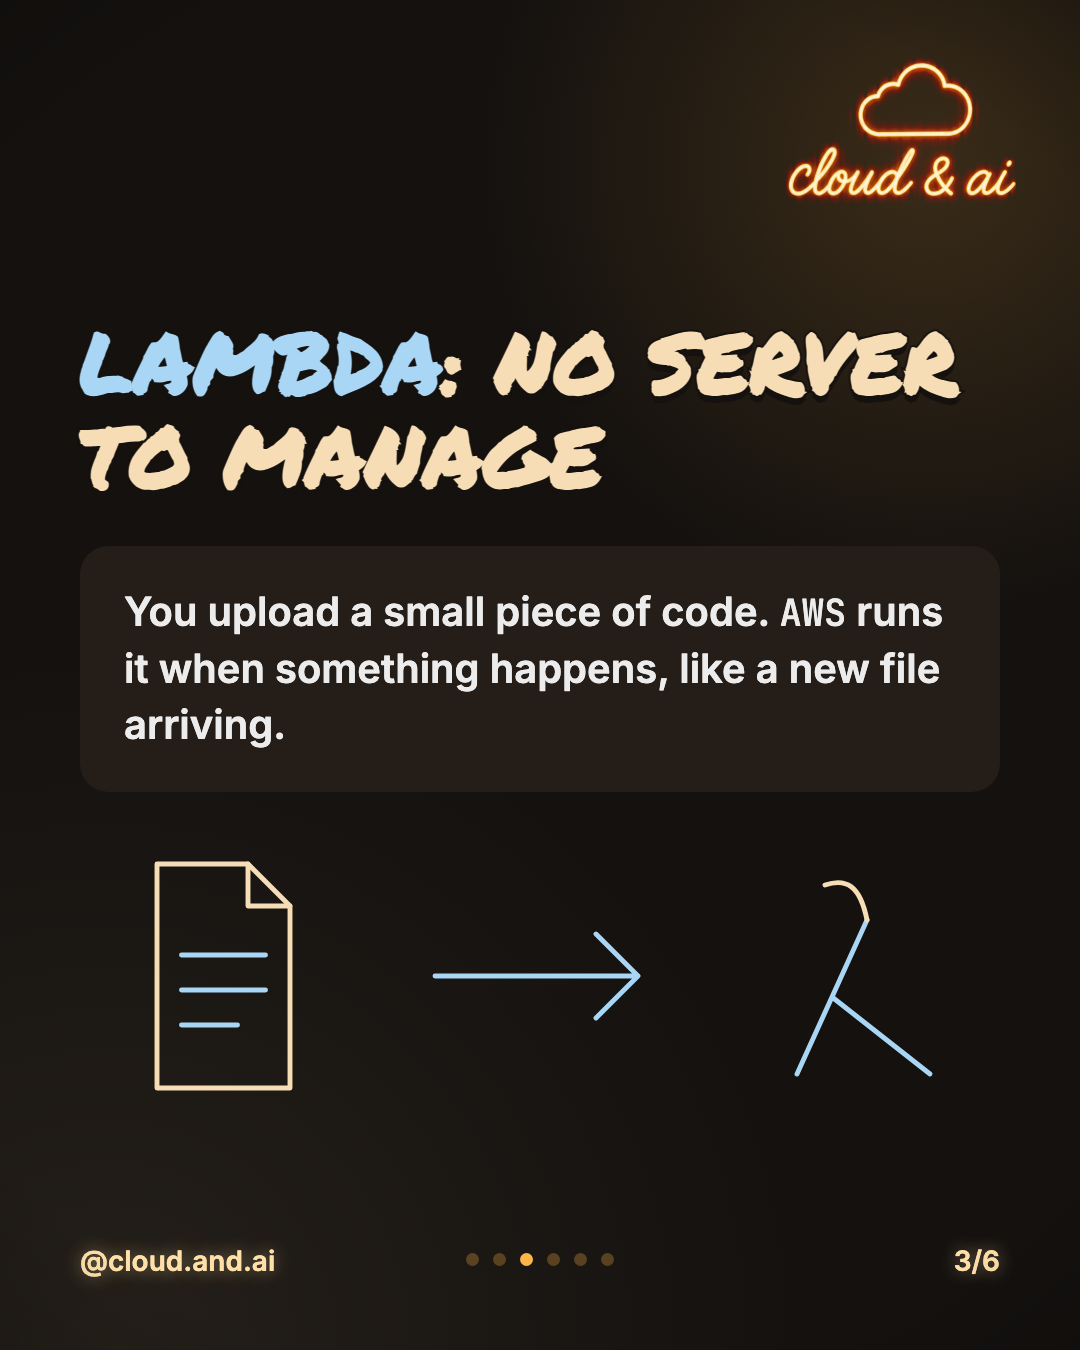 cloud & ai
LAMBDA: NO SERVER
TO MANAGE
You upload a small piece of code. AWS runs
it when something happens, like a new file
arriving.
@cloud.and.ai
3/6